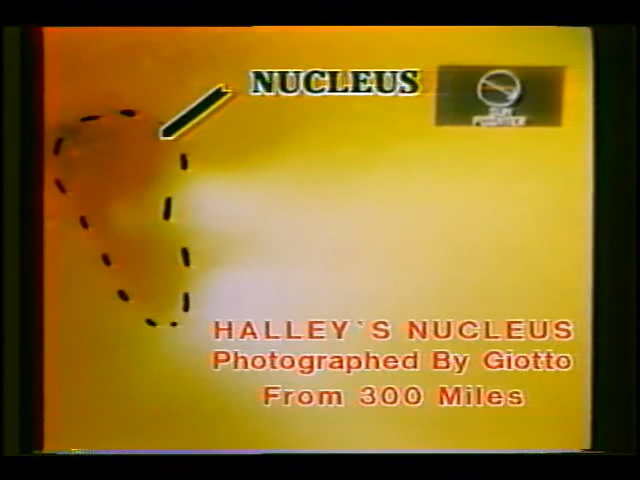 NUCLEUS
HALLEY'S NUCLEUS
Photographed By Giotto
From 300 Miles